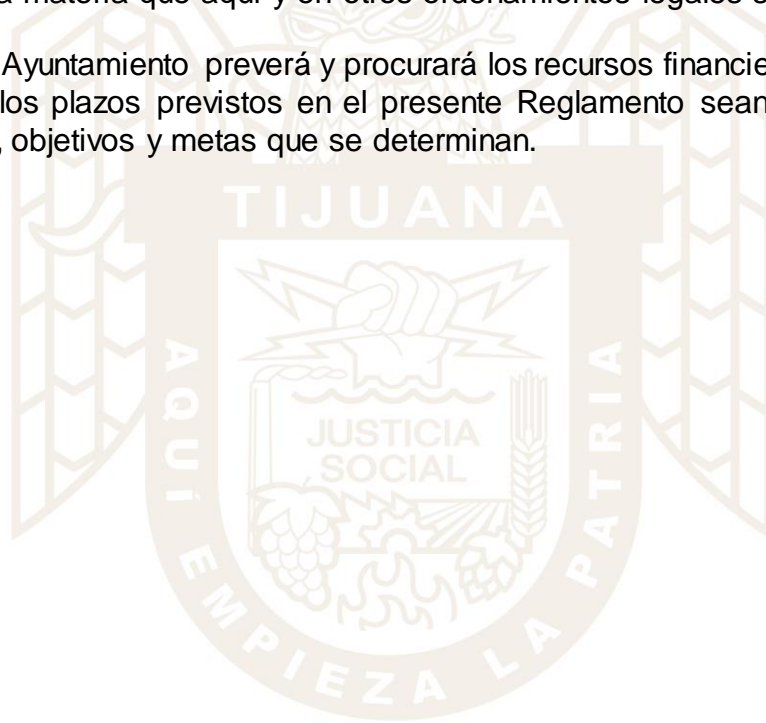 a materia que aquí y en otros ordenamientos legales s
Ayuntamiento preverá y procurará los recursos financie
los plazos previstos en el presente Reglamento sean
, objetivos y metas que se determinan.
TIJUANA
JUSTICIA
SOCIAL
AQUÍ EMPIEZA LA PATRIA